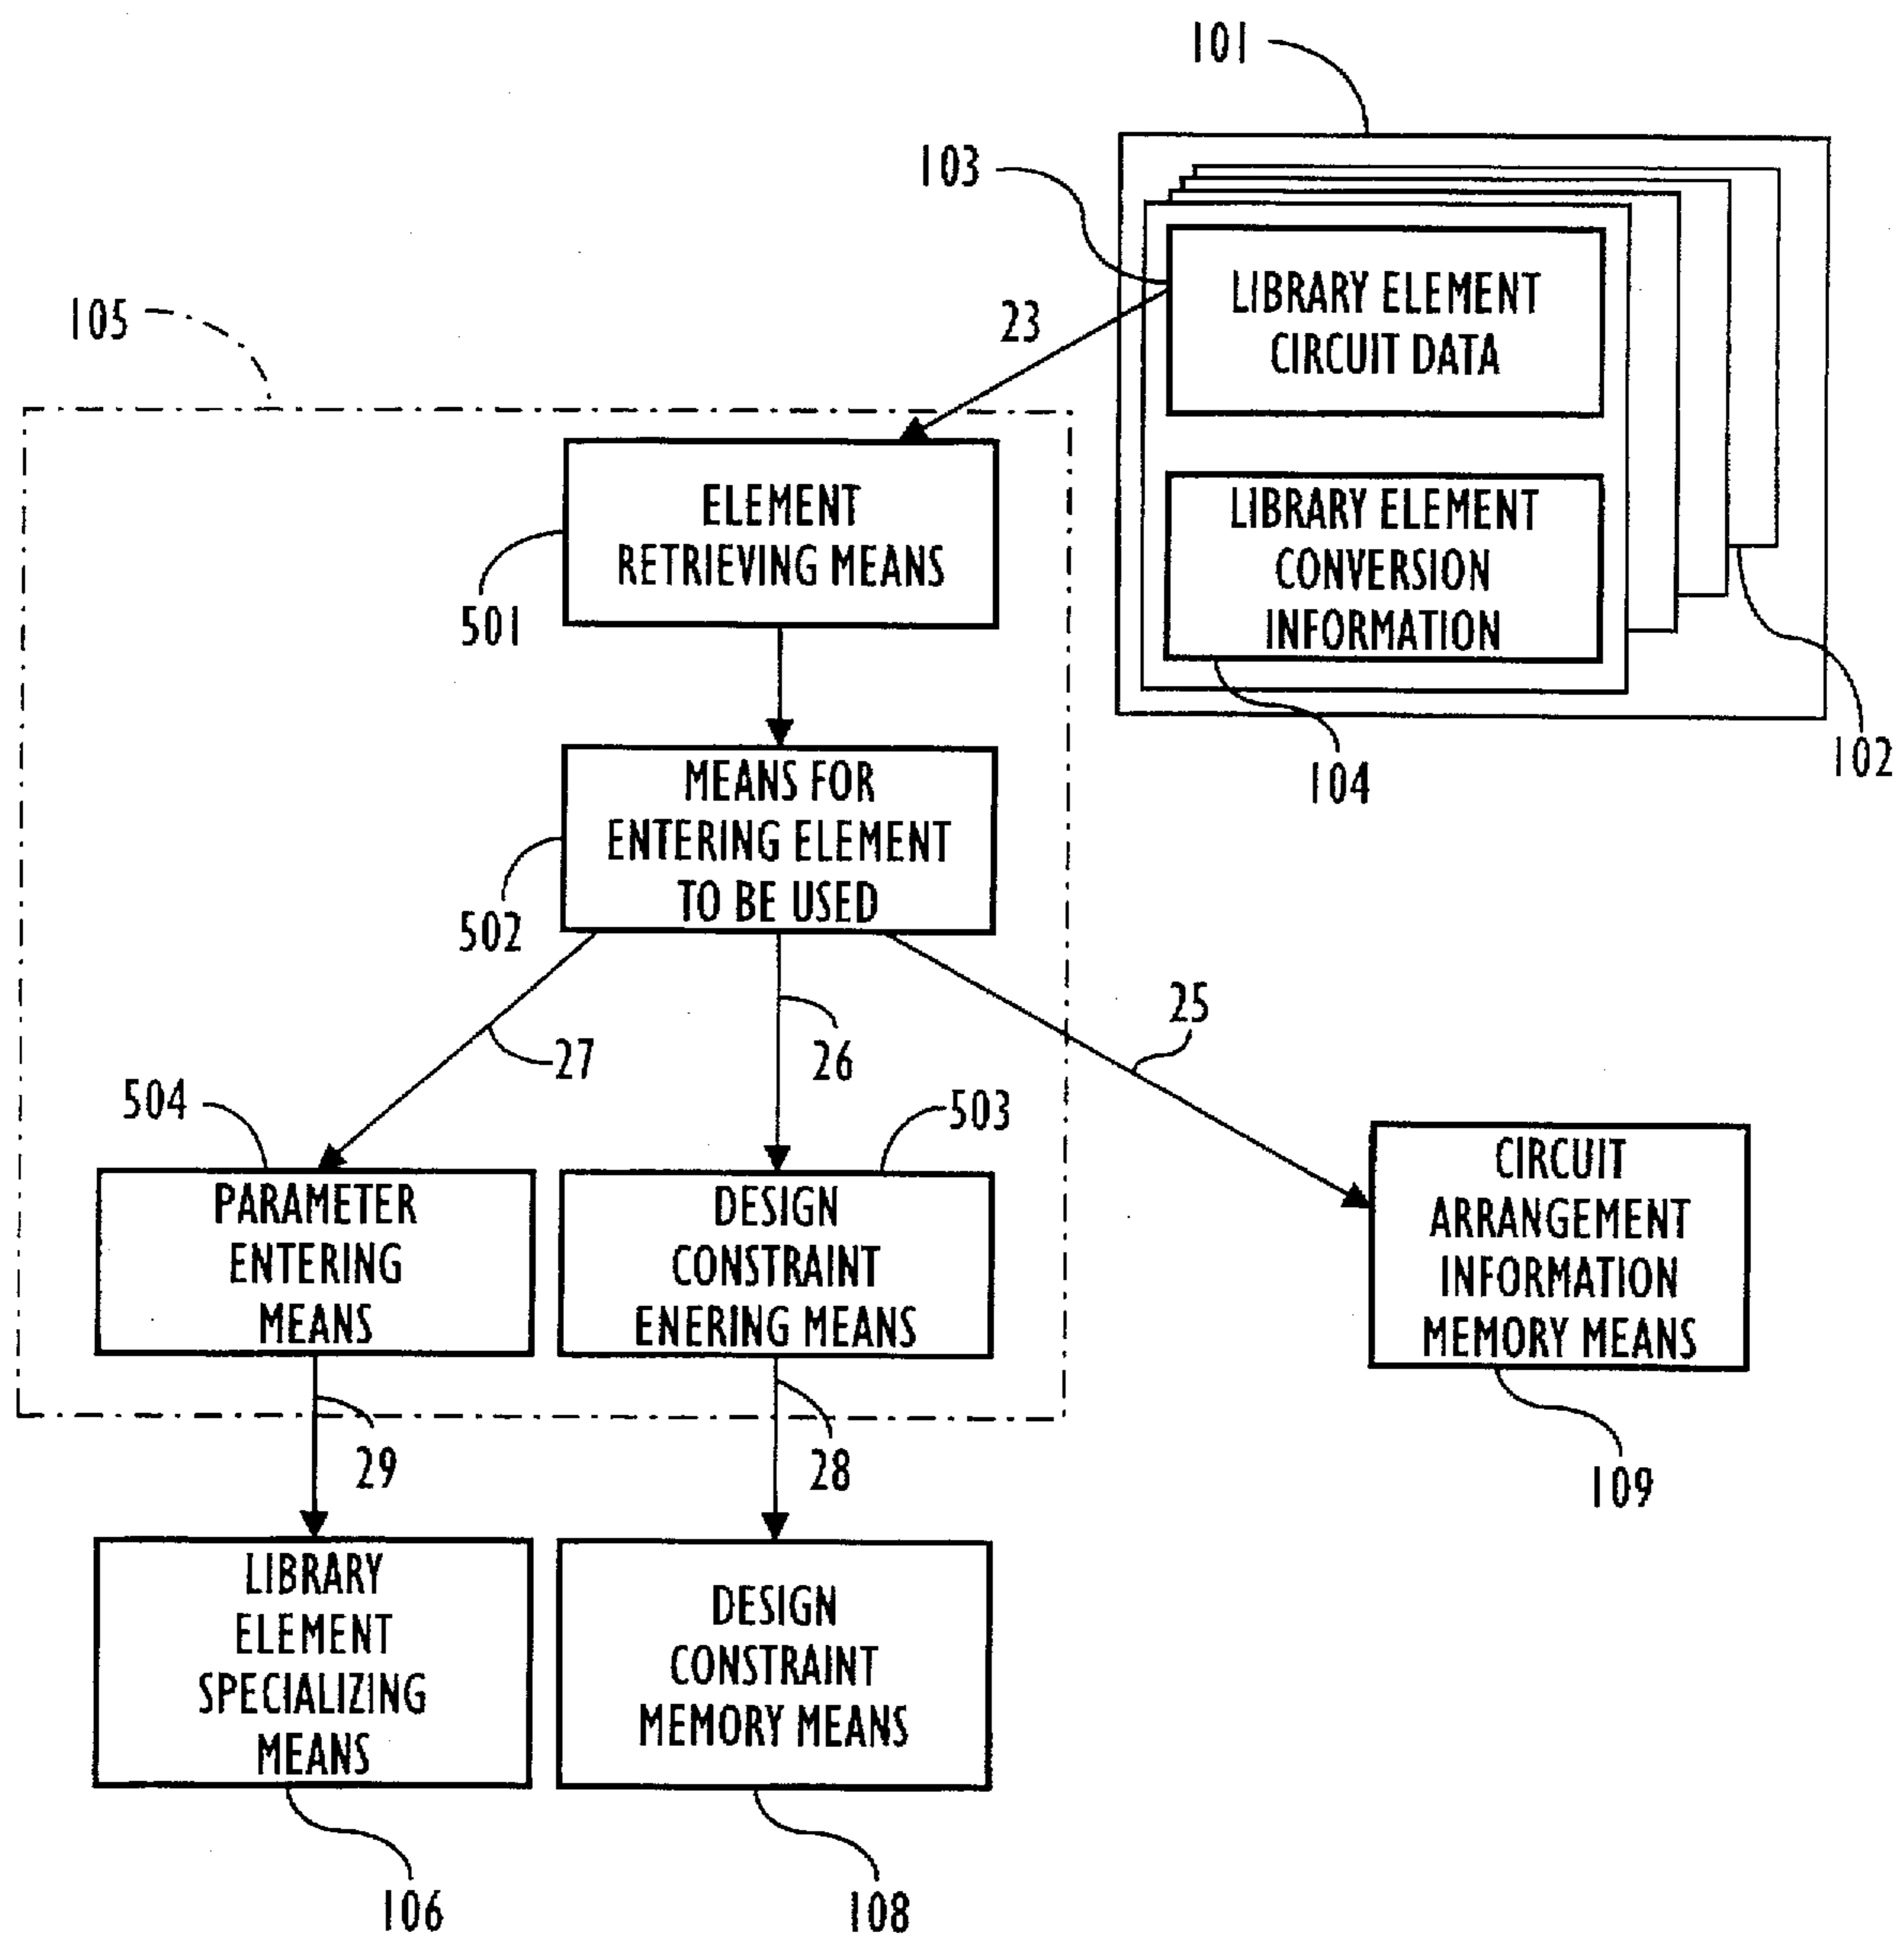 101
103
LIBRARY ELEMENT
CIRCUIT DATA
23
105
ELEMENT
RETRIEVING MEANS
501
LIBRARY ELEMENT
CONVERSION
INFORMATION
102
104
MEANS FOR
ENTERING ELEMENT
TO BE USED
502
25
27
26
504
503
PARAMETER
ENTERING
MEANS
DESIGN
CONSTRAINT
ENERING MEANS
CIRCUIT
ARRANGEMENT
INFORMATION
MEMORY MEANS
29
28
109
LIBRARY
ELEMENT
SPECIALIZING
MEANS
DESIGN
CONSTRAINT
MEMORY MEANS
106
108